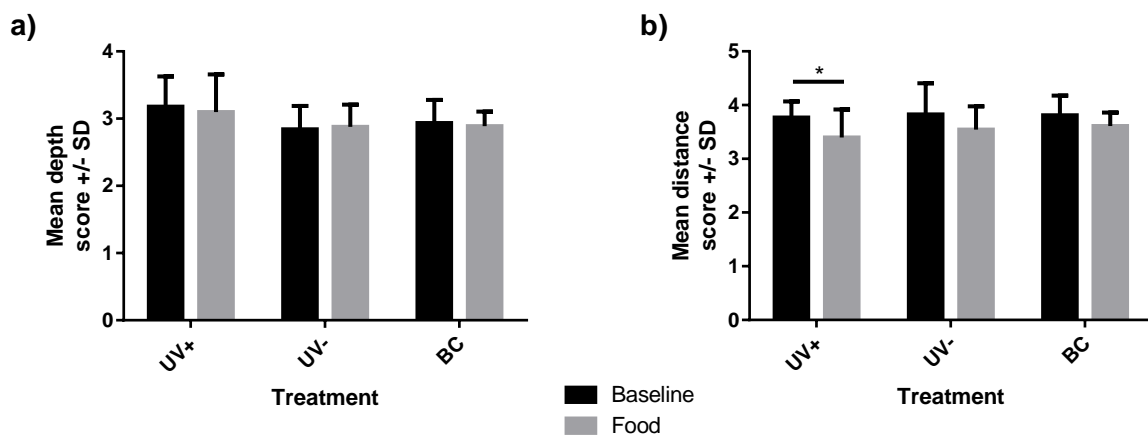 a)
Mean depth
score +/- SD
4
3
2
1
0
UV+
UV-
BC
Treatment
b)
Mean distance
score +/- SD
5
4
3
2
1
0
*
UV+
UV-
BC
Treatment
Baseline
Food